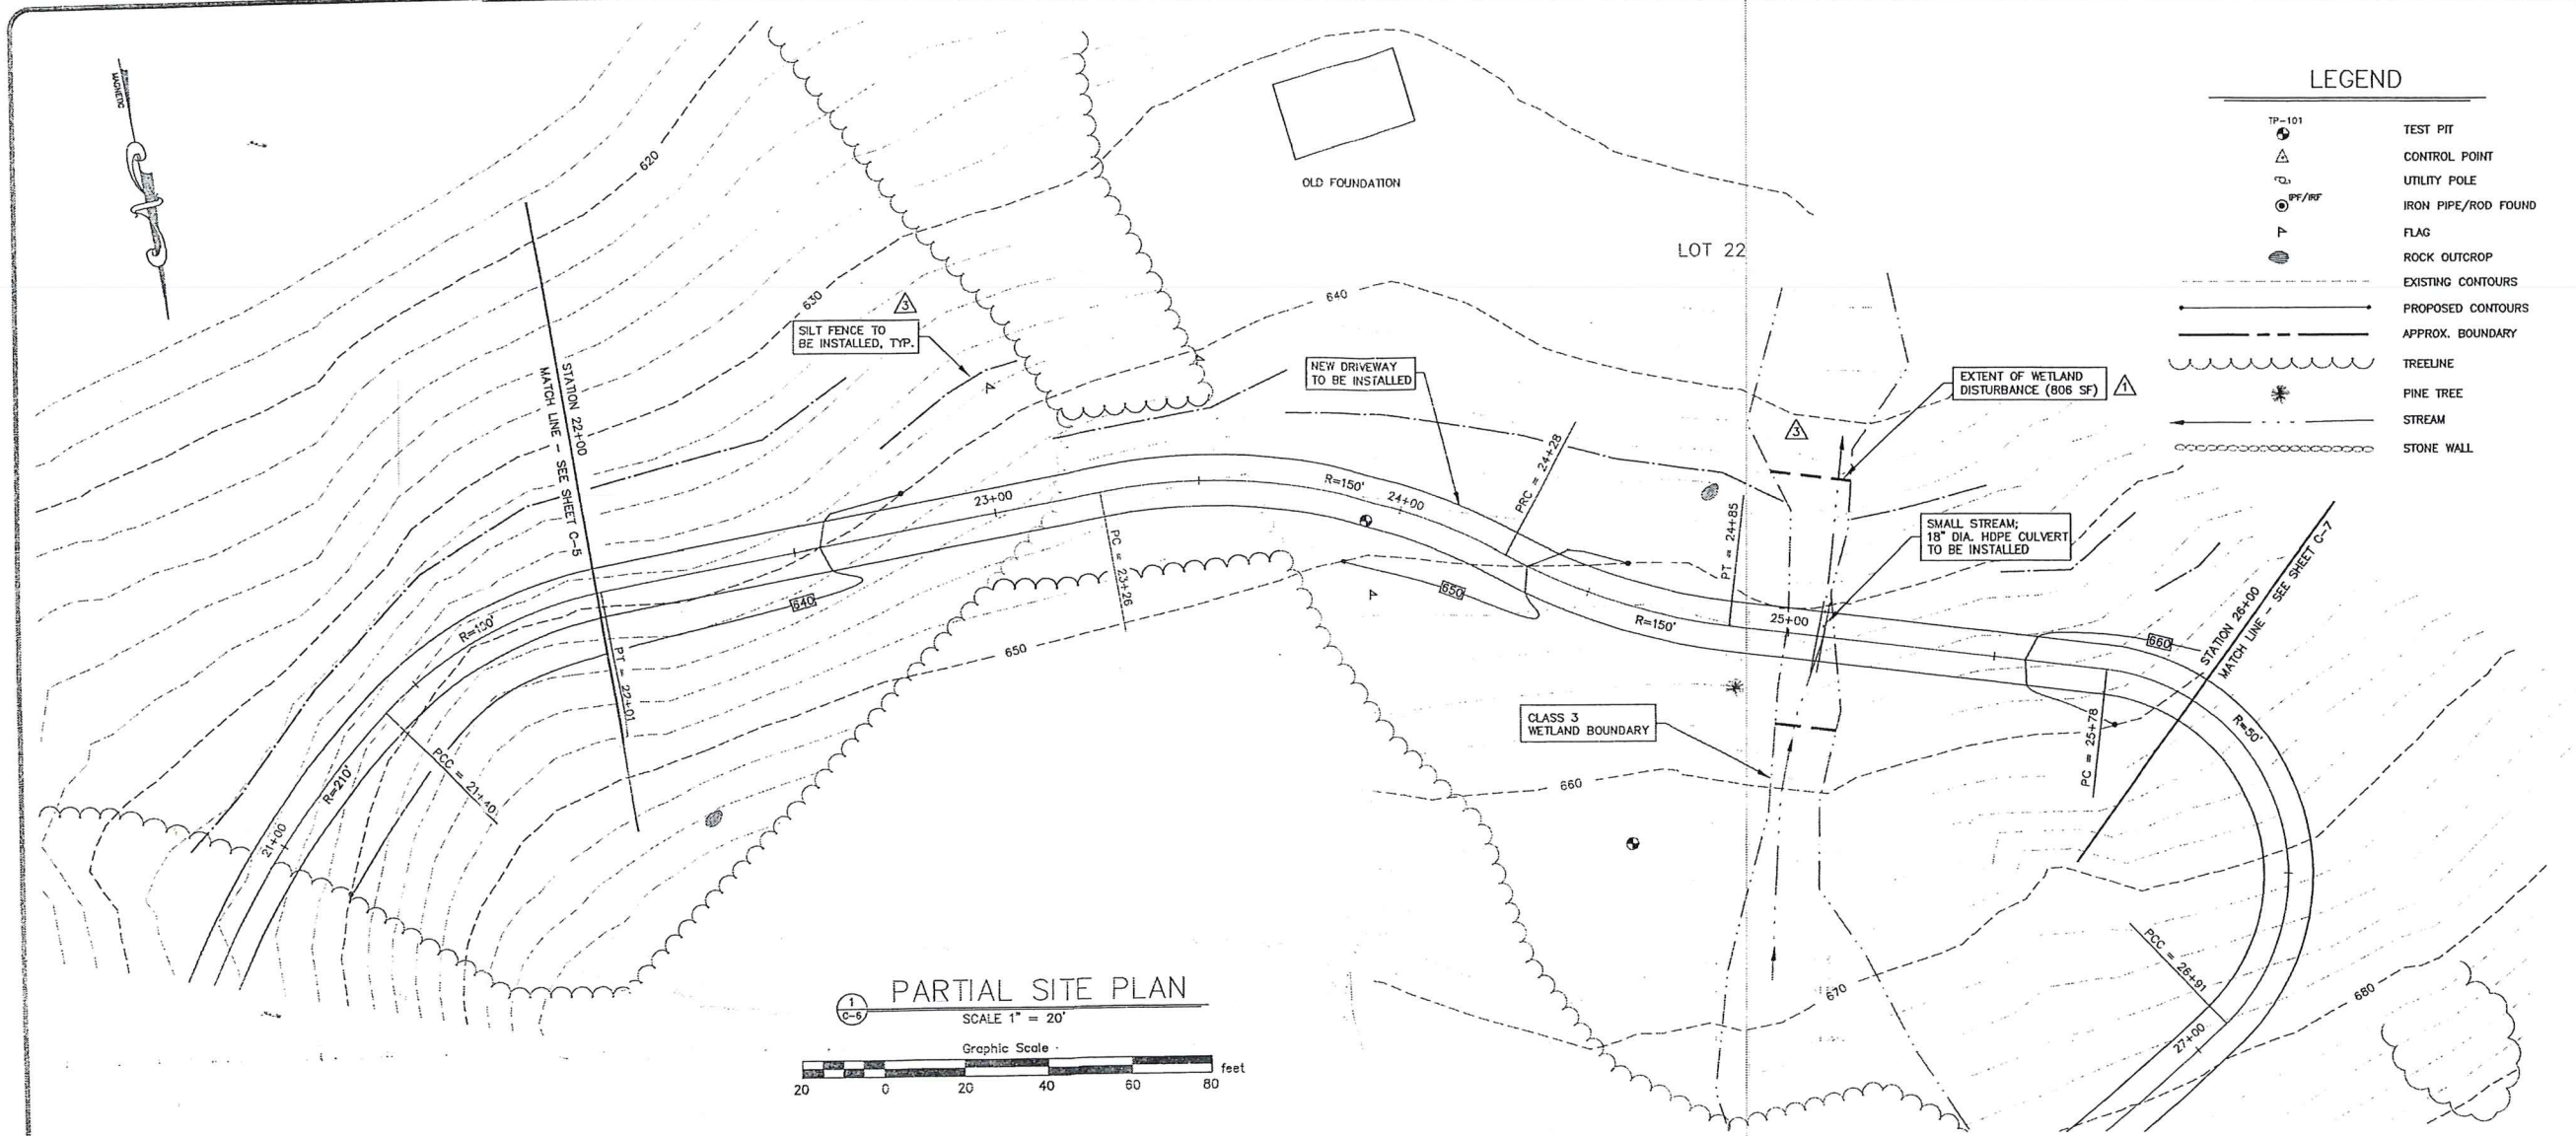 MAGNETIC
620
630
640
650
660
670
680
OLD FOUNDATION
LOT 22
3
SILT FENCE TO
BE INSTALLED, TYP.
NEW DRIVEWAY
TO BE INSTALLED
EXTENT OF WETLAND
DISTURBANCE (806 SF)
1
3
SMALL STREAM;
18" DIA. HDPE CULVERT
TO BE INSTALLED
CLASS 3
WETLAND BOUNDARY
STATION 22+00
MATCH LINE - SEE SHEET C-5
STATION 26+00
MATCH LINE - SEE SHEET C-7
21+00
R=210'
PCC = 21+40
R=100'
PT = 22+01
640
23+00
PC = 23+26
R=150'
24+00
PRC = 24+28
650
R=150'
PT = 24+85
25+00
660
PC = 25+78
R=50'
PCC = 26+91
27+00
LEGEND
TP-101
TEST PIT
CONTROL POINT
UTILITY POLE
IPF/IRF
IRON PIPE/ROD FOUND
FLAG
ROCK OUTCROP
EXISTING CONTOURS
PROPOSED CONTOURS
APPROX. BOUNDARY
TREELINE
PINE TREE
STREAM
STONE WALL
1
C-6
PARTIAL SITE PLAN
SCALE 1" = 20'
Graphic Scale
20 0 20 40 60 80 feet